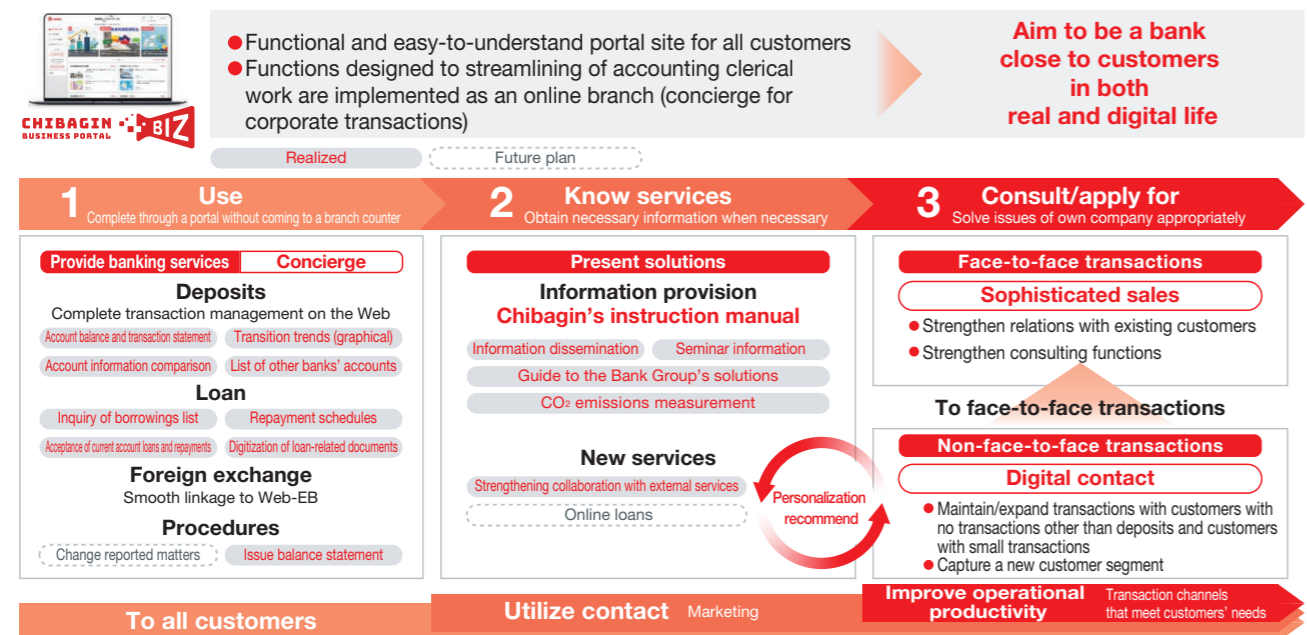 Functional and easy-to-understand portal site for all customers
Functions designed to streamlining of accounting clerical
work are implemented as an online branch (concierge for
corporate transactions)
Aim to be a bank
close to customers
in both
real and digital life
CHIBAGIN
BUSINESS PORTAL
BIZ
Realized
Future plan
1 Use
Complete through a portal without coming to a branch counter
2 Know services
Obtain necessary information when necessary
3 Consult/apply for
Solve issues of own company appropriately
Provide banking services Concierge
Deposits
Complete transaction management on the Web
Account balance and transaction statement
Transition trends (graphical)
Account information comparison
List of other banks' accounts
Loan
Inquiry of borrowings list
Repayment schedules
Acceptance of current account loans and repayments
Digitization of loan-related documents
Foreign exchange
Smooth linkage to Web-EB
Procedures
Change reported matters
Issue balance statement
Present solutions
Information provision
Chibagin's instruction manual
Information dissemination
Seminar information
Guide to the Bank Group's solutions
CO2 emissions measurement
New services
Strengthening collaboration with external services
Online loans
Personalization
recommend
Face-to-face transactions
Sophisticated sales
Strengthen relations with existing customers
Strengthen consulting functions
To face-to-face transactions
Non-face-to-face transactions
Digital contact
Maintain/expand transactions with customers with
no transactions other than deposits and customers
with small transactions
Capture a new customer segment
To all customers
Utilize contact Marketing
Improve operational
productivity
Transaction channels
that meet customers' needs